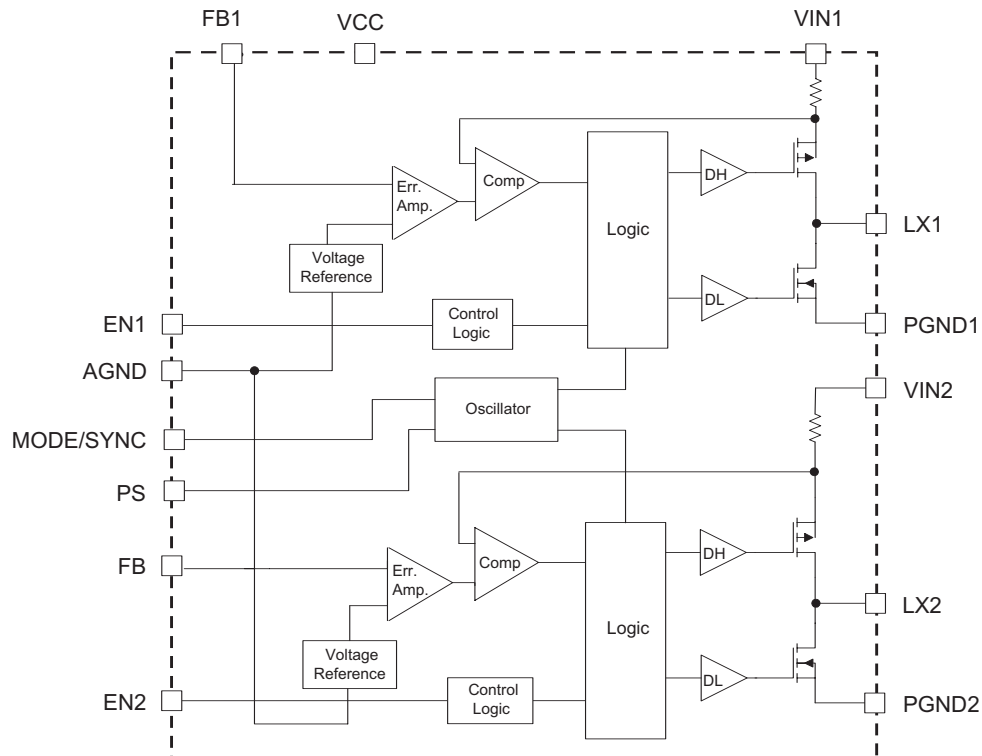 FB1
VCC
VIN1
Err.
Amp.
Comp
Logic
DH
LX1
Voltage
Reference
DL
EN1
Control
Logic
PGND1
AGND
VIN2
Oscillator
MODE/SYNC
PS
FB
Err.
Amp.
Comp
DH
LX2
Logic
Voltage
Reference
DL
EN2
Control
Logic
PGND2